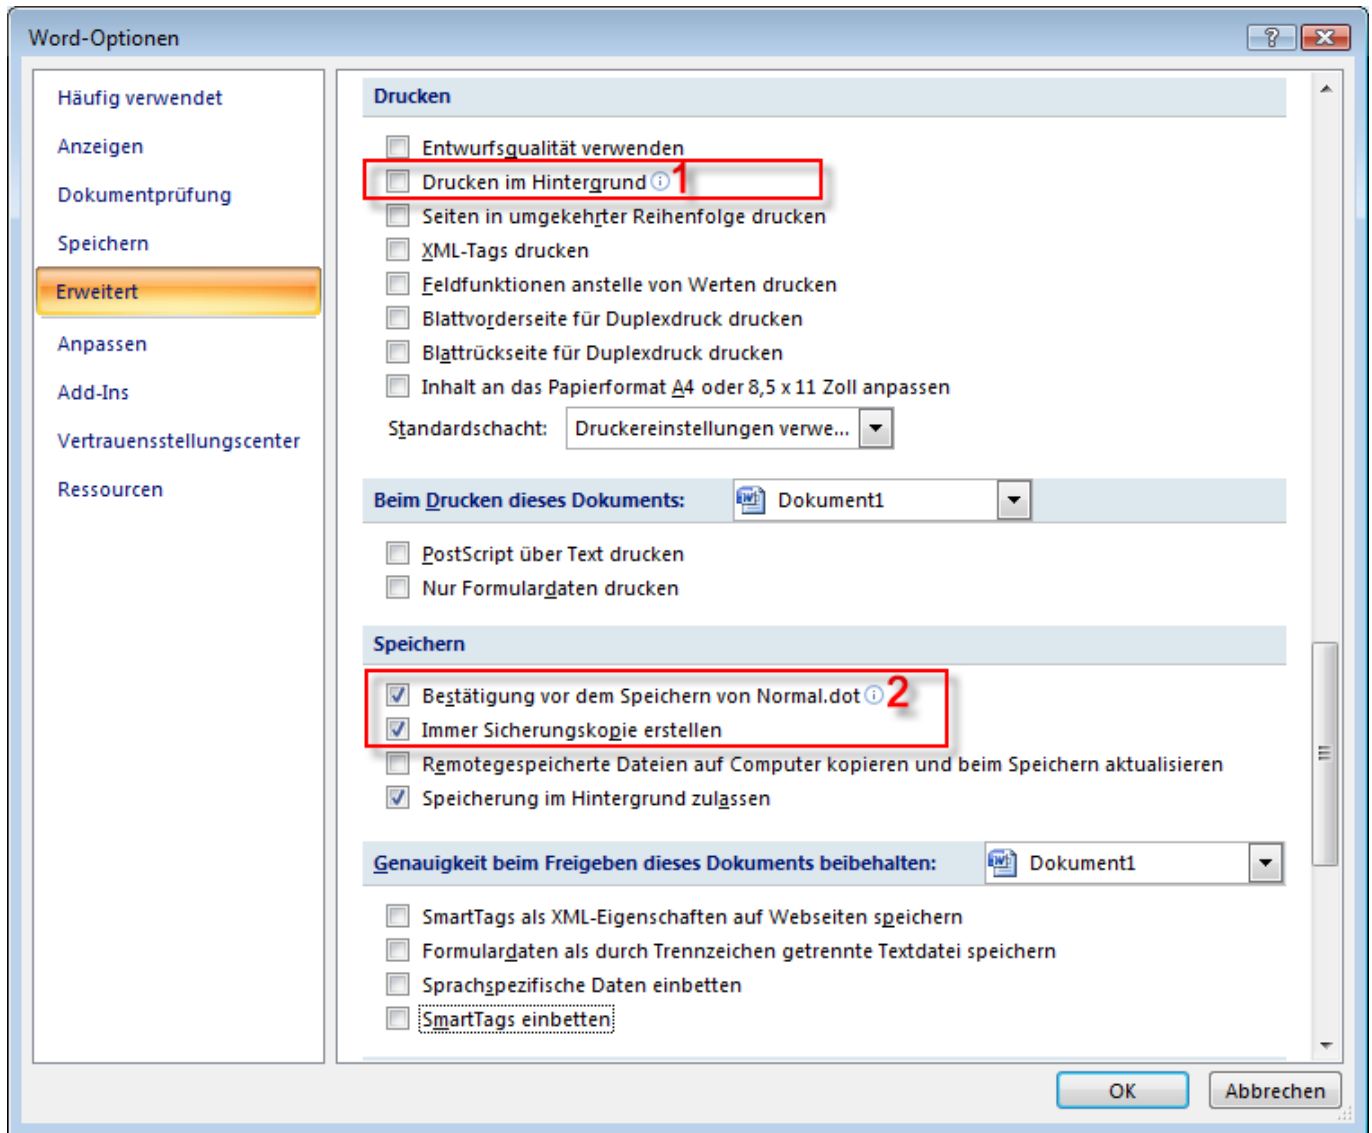 Word-Optionen
Häufig verwendet
Anzeigen
Dokumentprüfung
Speichern
Erweitert
Anpassen
Add-Ins
Vertrauensstellungscenter
Ressourcen
Drucken
Entwurfsqualität verwenden
Drucken im Hintergrund 1
Seiten in umgekehrter Reihenfolge drucken
XML-Tags drucken
Feldfunktionen anstelle von Werten drucken
Blattvorderseite für Duplexdruck drucken
Blattrückseite für Duplexdruck drucken
Inhalt an das Papierformat A4 oder 8,5 x 11 Zoll anpassen
Standardschacht: Druckereinstellungen verwe...
Beim Drucken dieses Dokuments: Dokument1
PostScript über Text drucken
Nur Formulardaten drucken
Speichern
Bestätigung vor dem Speichern von Normal.dot 2
Immer Sicherungskopie erstellen
Remotegespeicherte Dateien auf Computer kopieren und beim Speichern aktualisieren
Speicherung im Hintergrund zulassen
Genauigkeit beim Freigeben dieses Dokuments beibehalten: Dokument1
SmartTags als XML-Eigenschaften auf Webseiten speichern
Formulardaten als durch Trennzeichen getrennte Textdatei speichern
Sprachspezifische Daten einbetten
SmartTags einbetten
OK Abbrechen